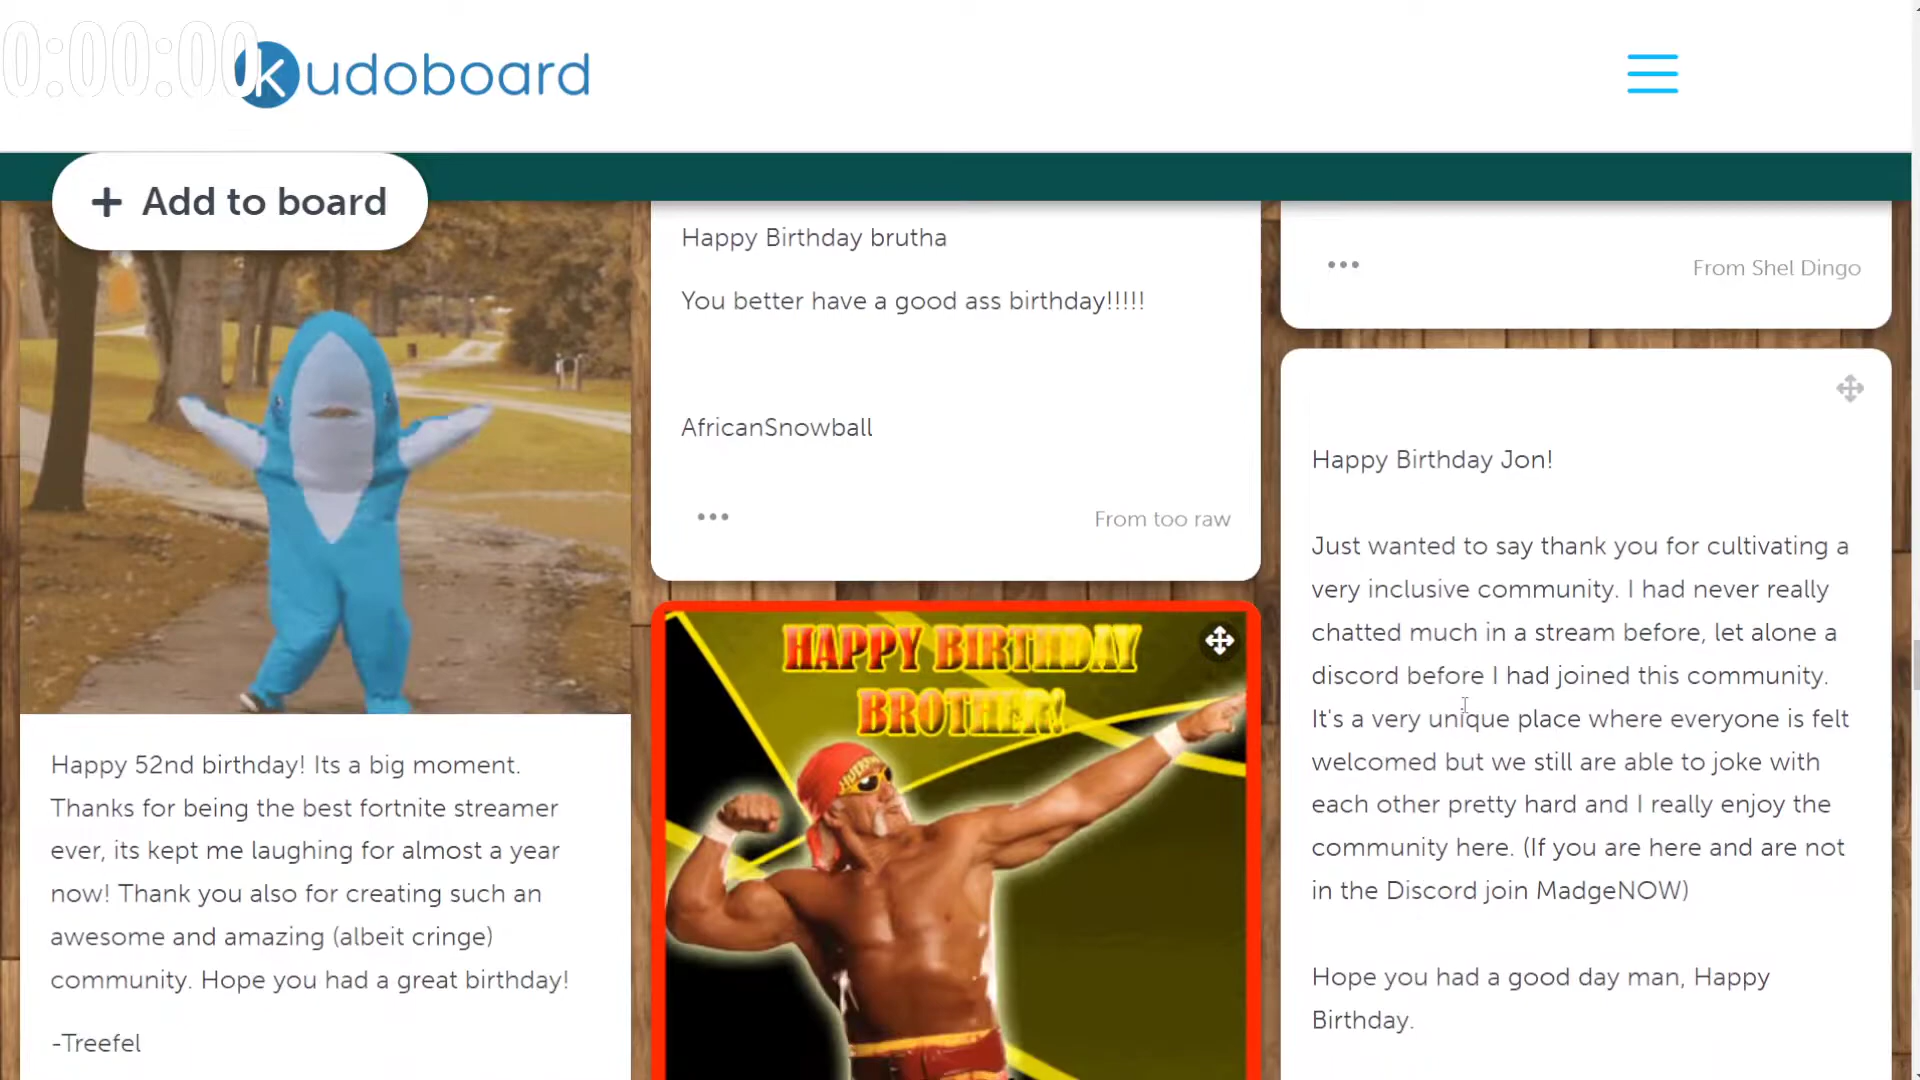 0:00:00
kudoboard
+ Add to board
Happy 52nd birthday! Its a big moment.
Thanks for being the best fortnite streamer
ever, its kept me laughing for almost a year
now! Thank you also for creating such an
awesome and amazing (albeit cringe)
community. Hope you had a great birthday!
-Treefel
Happy Birthday brutha
You better have a good ass birthday!!!!!
AfricanSnowball
From too raw
HAPPY BIRTHDAY
BROTHER!
From Shel Dingo
Happy Birthday Jon!
Just wanted to say thank you for cultivating a
very inclusive community. I had never really
chatted much in a stream before, let alone a
discord before I had joined this community.
It's a very unique place where everyone is felt
welcomed but we still are able to joke with
each other pretty hard and I really enjoy the
community here. (If you are here and are not
in the Discord join MadgeNOW)
Hope you had a good day man, Happy
Birthday.